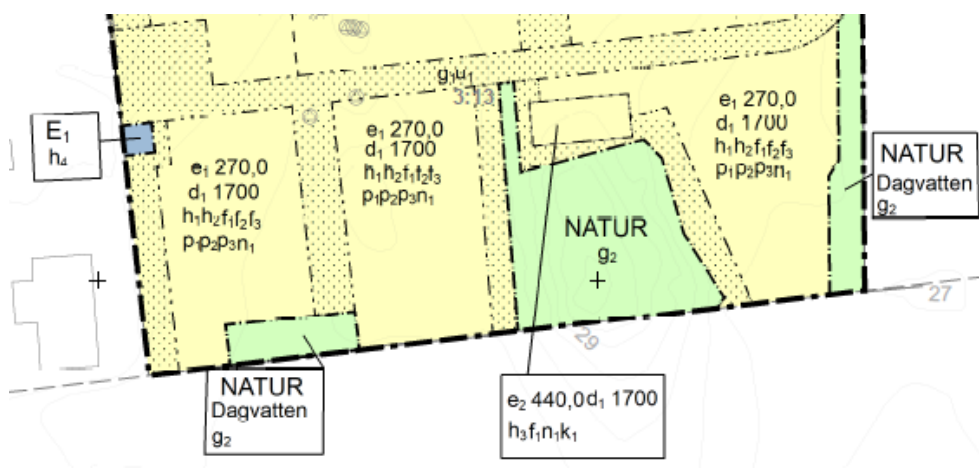 g₁u₁
3:13
E₁
h₄
e₁ 270,0
d₁ 1700
h₁h₂f₁f₂f₃
p₁p₂p₃n₁
e₁ 270,0
d₁ 1700
h₁h₂f₁f₂f₃
p₁p₂p₃n₁
e₁ 270,0
d₁ 1700
h₁h₂f₁f₂f₃
p₁p₂p₃n₁
NATUR
Dagvatten
g₂
NATUR
g₂
27
29
NATUR
Dagvatten
g₂
e₂ 440,0d₁ 1700
h₃f₁n₁k₁